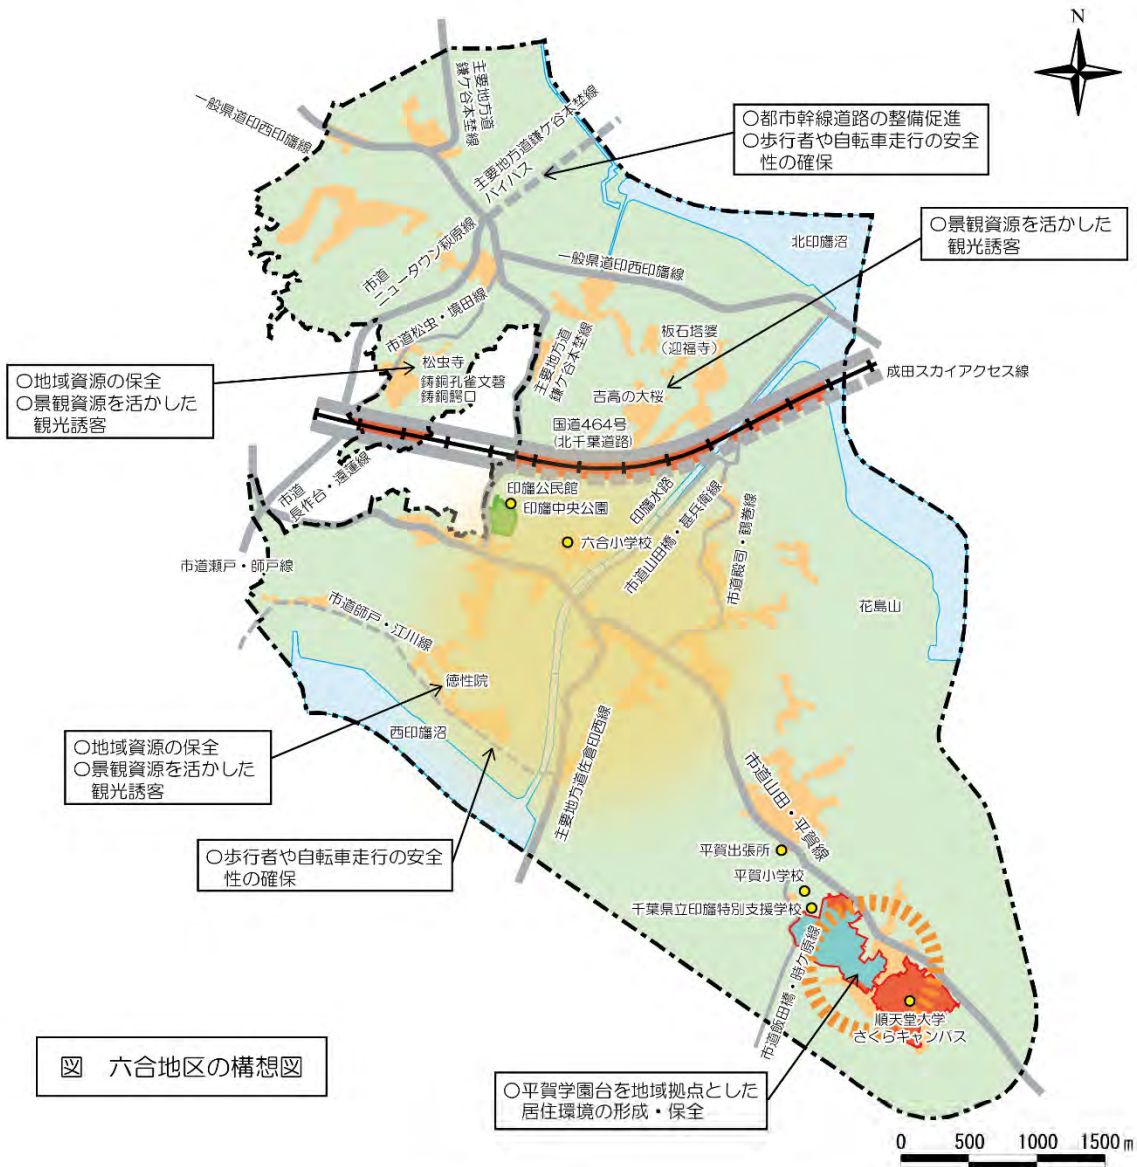 N
主要地方道
鎌ケ谷本埜線
一般県道印西印旛線
主要地方道鎌ケ谷本埜線
バイパス
○都市幹線道路の整備促進
○歩行者や自転車走行の安全
性の確保
○景観資源を活かした
観光誘客
北印旛沼
市道
ニュータウン萩原線
一般県道印西印旛線
市道松虫・境田線
主要地方道
鎌ケ谷本埜線
板石塔婆
(迎福寺)
松虫寺
鋳銅孔雀文磬
鋳銅鰐口
○地域資源の保全
○景観資源を活かした
観光誘客
吉高の大桜
成田スカイアクセス線
国道464号
(北千葉道路)
市道
長作台・遠蓮線
印旛公民館
印旛中央公園
印旛水路
市道山田橋・甚兵衛線
六合小学校
市道殿司・鶴巻線
市道瀬戸・師戸線
市道師戸・江川線
花島山
徳性院
西印旛沼
○地域資源の保全
○景観資源を活かした
観光誘客
主要地方道佐倉印西線
市道山田・平賀線
○歩行者や自転車走行の安全
性の確保
平賀出張所
平賀小学校
千葉県立印旛特別支援学校
市道飯田橋・時ケ原線
順天堂大学
さくらキャンパス
図 六合地区の構想図
○平賀学園台を地域拠点とした
居住環境の形成・保全
0 500 1000 1500 m